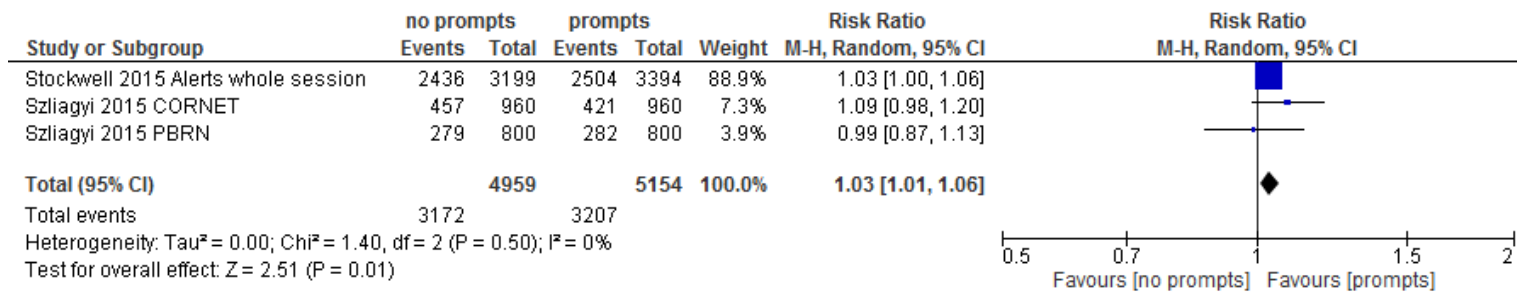 no prompts prompts Risk Ratio Risk Ratio
Study or Subgroup Events Total Events Total Weight M-H, Random, 95% CI M-H, Random, 95% CI
Stockwell 2015 Alerts whole session 2436 3199 2504 3394 88.9% 1.03 [1.00, 1.06]
Szliagyi 2015 CORNET 457 960 421 960 7.3% 1.09 [0.98, 1.20]
Szliagyi 2015 PBRN 279 800 282 800 3.9% 0.99 [0.87, 1.13]
Total (95% CI) 4959 5154 100.0% 1.03 [1.01, 1.06]
Total events 3172 3207
Heterogeneity: Tau² = 0.00; Chi² = 1.40, df = 2 (P = 0.50); I² = 0%
Test for overall effect: Z = 2.51 (P = 0.01)
0.5 0.7 1 1.5 2
Favours [no prompts] Favours [prompts]